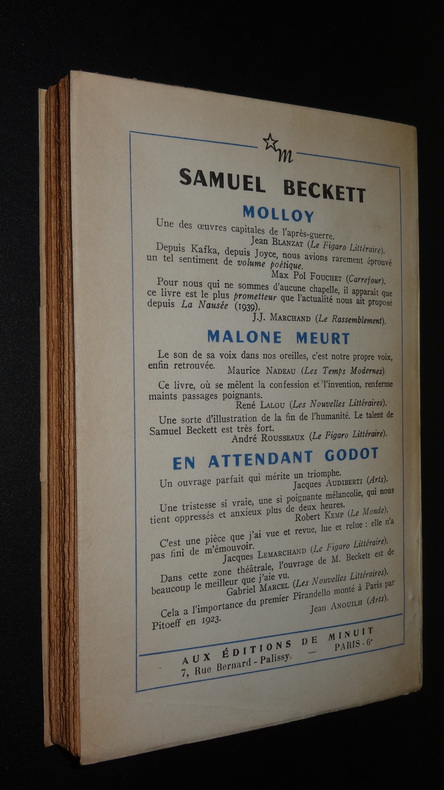 m
SAMUEL BECKETT
MOLLOY
Une des œuvres capitales de l'après-guerre.
Jean BLANZAT (Le Figaro Littéraire).
Depuis Kafka, depuis Joyce, nous avions rarement éprouvé
un tel sentiment de volume poétique.
Max Pol FOUCHET (Carrefour).
Pour nous qui ne sommes d'aucune chapelle, il apparaît que
ce livre est le plus prometteur que l'actualité nous ait proposé
depuis La Nausée (1939).
J.J. MARCHAND (Le Rassemblement).
MALONE MEURT
Le son de sa voix dans nos oreilles, c'est notre propre voix,
enfin retrouvée. Maurice NADEAU (Les Temps Modernes)
Ce livre, où se mêlent la confession et l'invention, renferme
maints passages poignants.
René LALOU (Les Nouvelles Littéraires).
Une sorte d'illustration de la fin de l'humanité. Le talent de
Samuel Beckett est très fort.
André ROUSSEAUX (Le Figaro Littéraire).
EN ATTENDANT GODOT
Un ouvrage parfait qui mérite un triomphe.
Jacques AUDIBERTI (Arts).
Une tristesse si vraie, une si poignante mélancolie, qui nous
tient oppressés et anxieux plus de deux heures.
Robert KEMP (Le Monde).
C'est une pièce que j'ai vue et revue, lue et relue : elle n'a
pas fini de m'émouvoir.
Jacques LEMARCHAND (Le Figaro Littéraire).
Dans cette zone théâtrale, l'ouvrage de M. Beckett est de
beaucoup le meilleur que j'aie vu.
Gabriel MARCEL (Les Nouvelles Littéraires).
Cela a l'importance du premier Pirandello monté à Paris par
Pitoeff en 1923.
Jean ANOUILH (Arts).
AUX ÉDITIONS DE MINUIT
7, Rue Bernard - Palissy. — PARIS - 6e